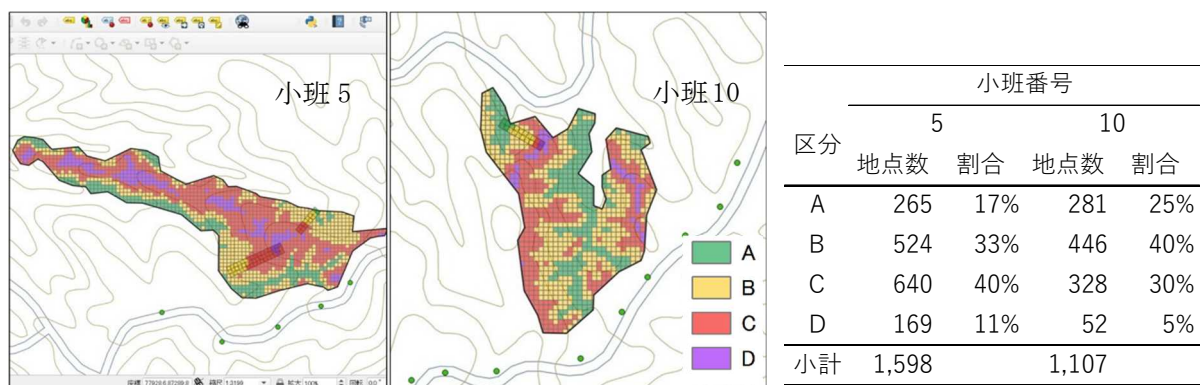 小班 5
小班 10
A
B
C
D
小班番号
区分 5 10
地点数 割合 地点数 割合
A 265 17% 281 25%
B 524 33% 446 40%
C 640 40% 328 30%
D 169 11% 52 5%
小計 1,598 1,107